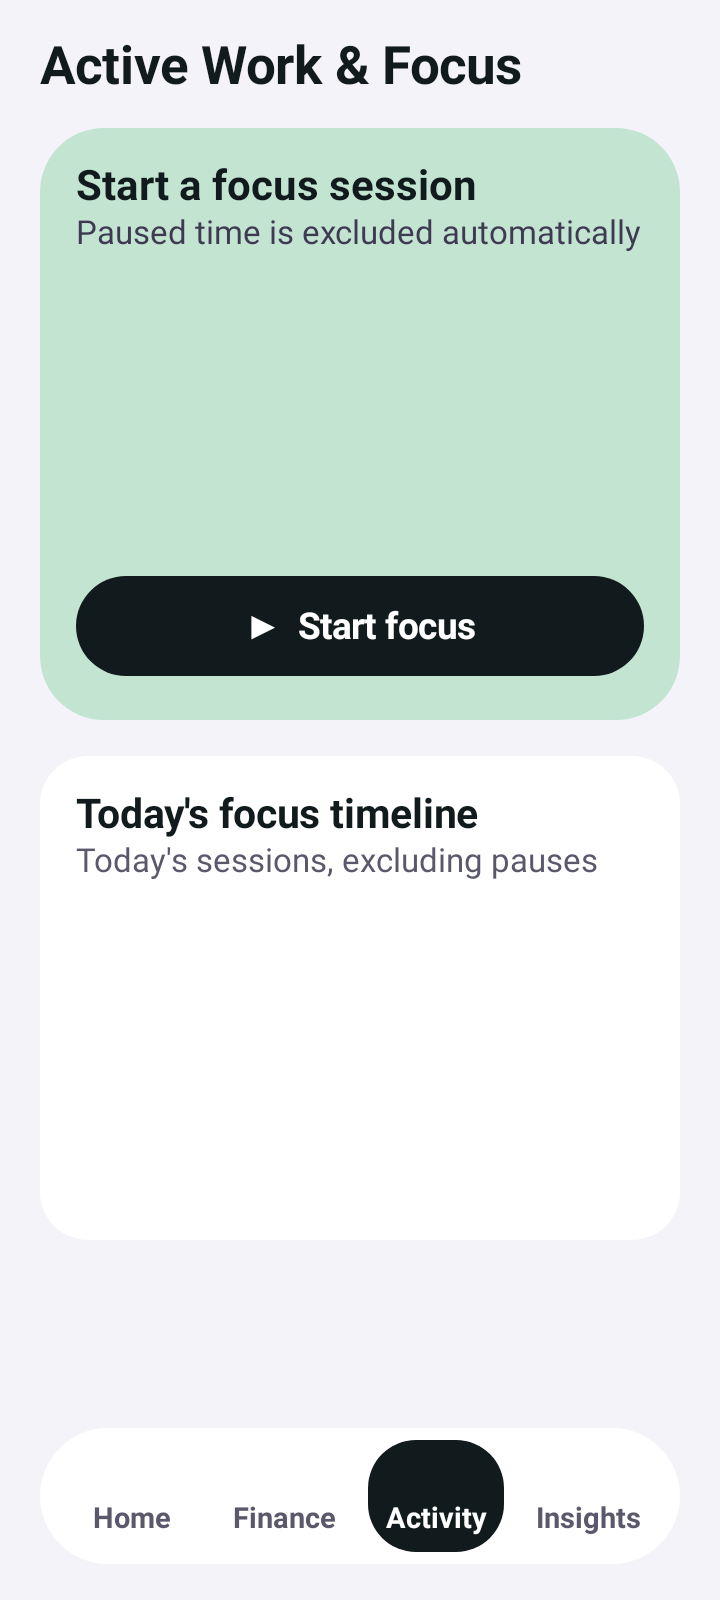 Active Work & Focus
Start a focus session
Paused time is excluded automatically
▶ Start focus
Today's focus timeline
Today's sessions, excluding pauses
Home Finance Activity Insights